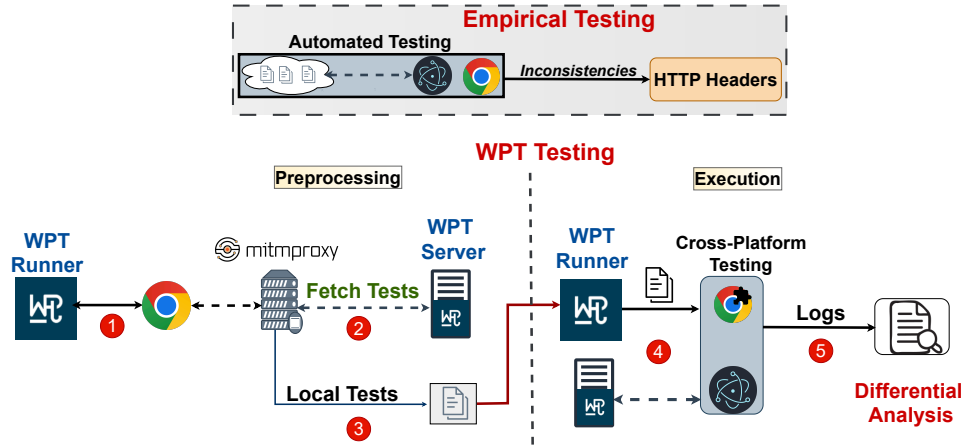 Empirical Testing
Automated Testing
Inconsistencies
HTTP Headers
WPT Testing
Preprocessing
Execution
WPT
Runner
mitmproxy
WPT
Server
WPT
Runner
Cross-Platform
Testing
Fetch Tests
Logs
1
2
4
5
Local Tests
3
Differential
Analysis